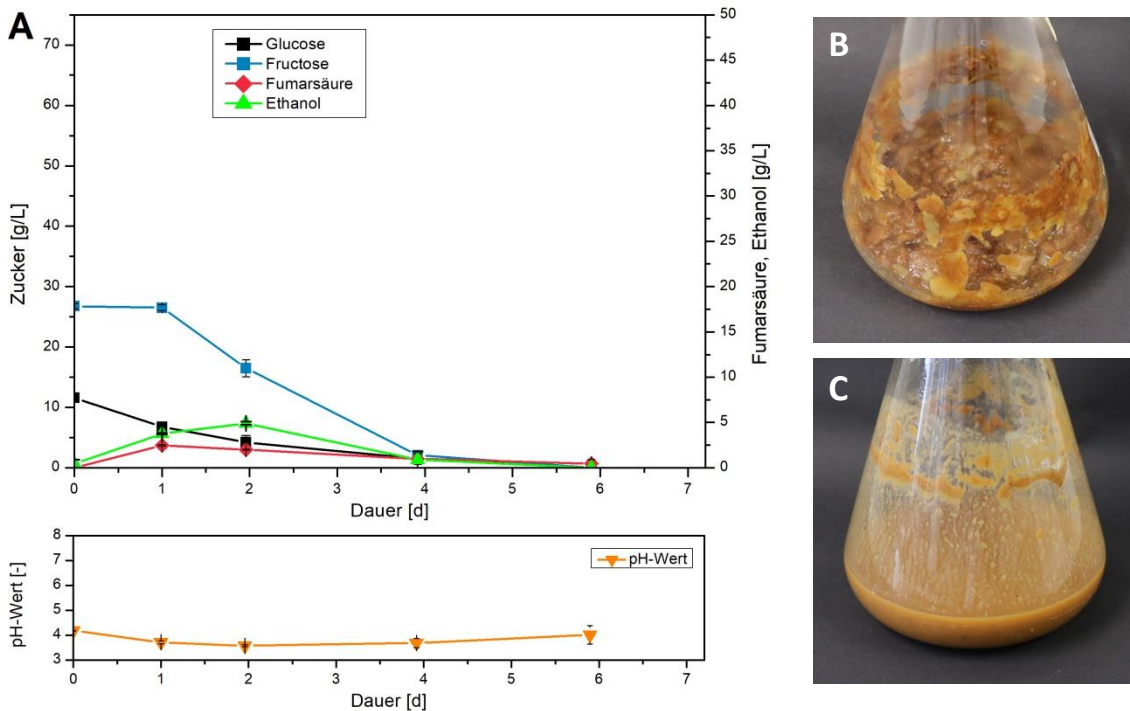 A
Glucose
Fructose
Fumarsäure
Ethanol
Zucker [g/L]
70
60
50
40
30
20
10
0
50
45
40
35
30
25
20
15
10
5
0
Fumarsäure, Ethanol [g/L]
0 1 2 3 4 5 6 7
Dauer [d]
pH-Wert [-]
8
7
6
5
4
3
pH-Wert
0 1 2 3 4 5 6 7
Dauer [d]
B
C